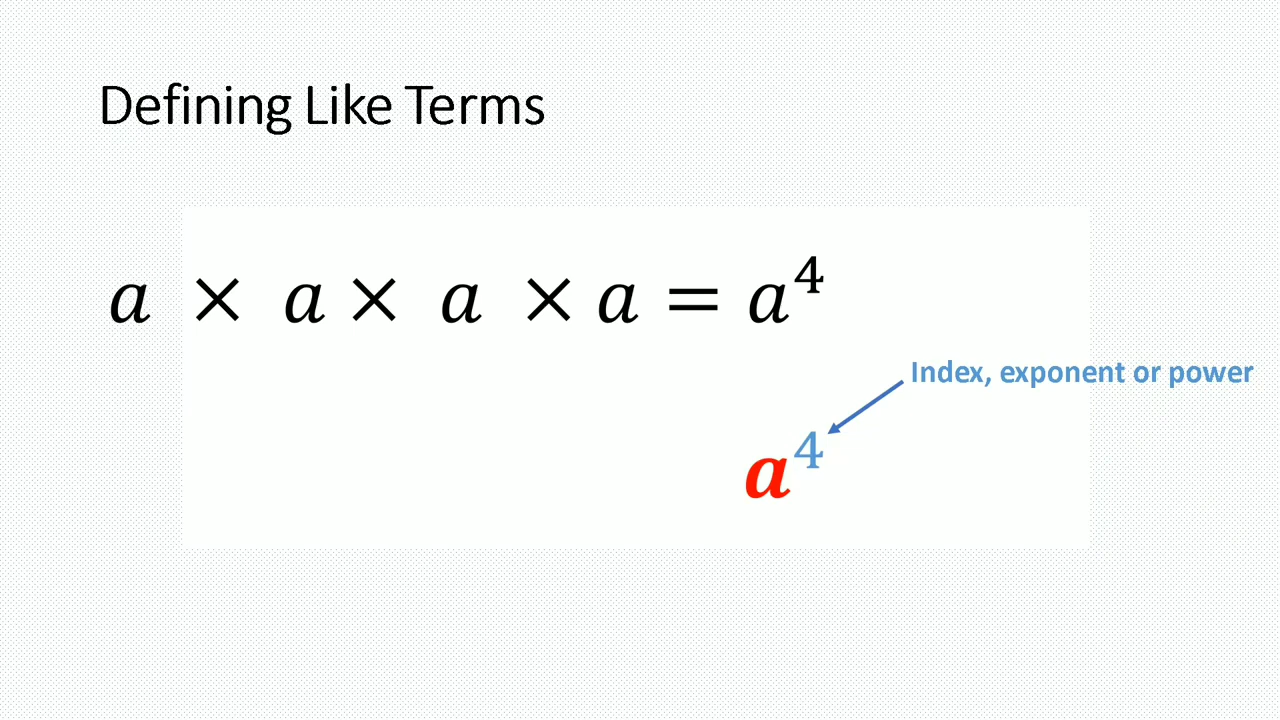 Defining Like Terms
a × a × a × a = a⁴
Index, exponent or power
a⁴